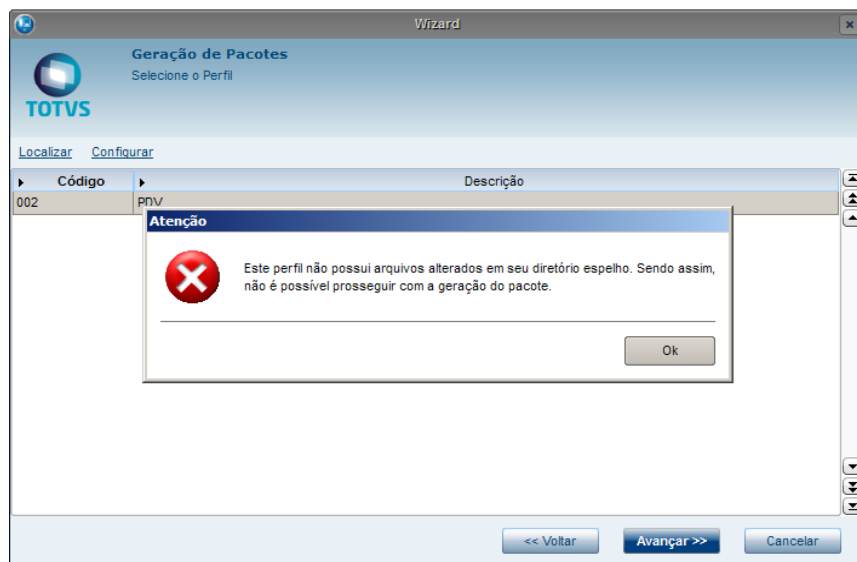 Wizard
Geração de Pacotes
Selecione o Perfil
TOTVS
Localizar Configurar
Código Descrição
002 PDV
Atenção
Este perfil não possui arquivos alterados em seu diretório espelho. Sendo assim,
não é possível prosseguir com a geração do pacote.
Ok
<< Voltar Avançar >> Cancelar